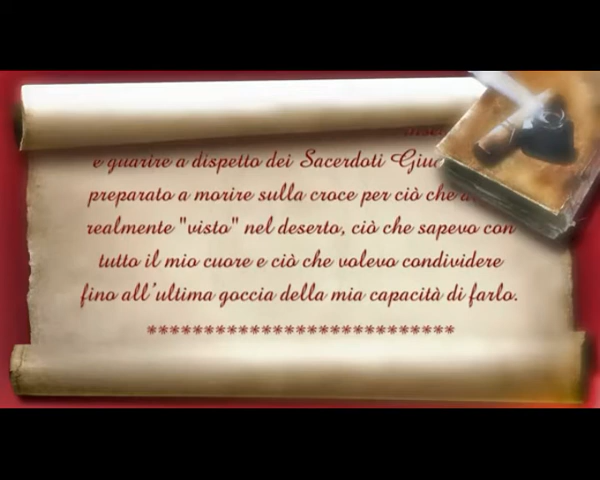 e guarire a dispetto dei Sacerdoti
preparato a morire sulla croce per ciò che
realmente "visto" nel deserto, ciò che sapevo con
tutto il mio cuore e ciò che volevo condividere
fino all'ultima goccia della mia capacità di farlo.
***************************